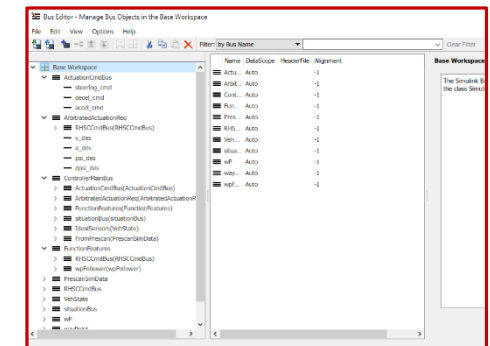 Bus Editor - Manage Bus Objects in the Base Workspace
File Edit View Options Help
Filter: by Bus Name Clear Filter
Base Workspace
ActuationCmdBus
steering_cmd
decel_cmd
accel_cmd
ArbitratedActuationReq
RHSCCmdBus(RHSCCmdBus)
v_des
a_des
psi_des
dpsi_des
ControllerMainBus
ActuationCmdBus(ActuationCmdBus)
ArbitratedActuationReq(ArbitratedActuationR
FunctionFeatures(FunctionFeatures)
situationBus(situationBus)
IdealSensors(VehState)
FromPrescan(PrescanSimData)
FunctionFeatures
RHSCCmdBus(RHSCCmdBus)
wpFollower(wpFollower)
PrescanSimData
RHSCCmdBus
VehState
situationBus
wP
wayPoint
Name DataScope HeaderFile Alignment
Actu... Auto -1
Arbit... Auto -1
Cont... Auto -1
Fun... Auto -1
Pres... Auto -1
RHS... Auto -1
Veh... Auto -1
situa... Auto -1
wP Auto -1
way... Auto -1
wpF... Auto -1
Base Workspace
The Simulink B
the class Simuli